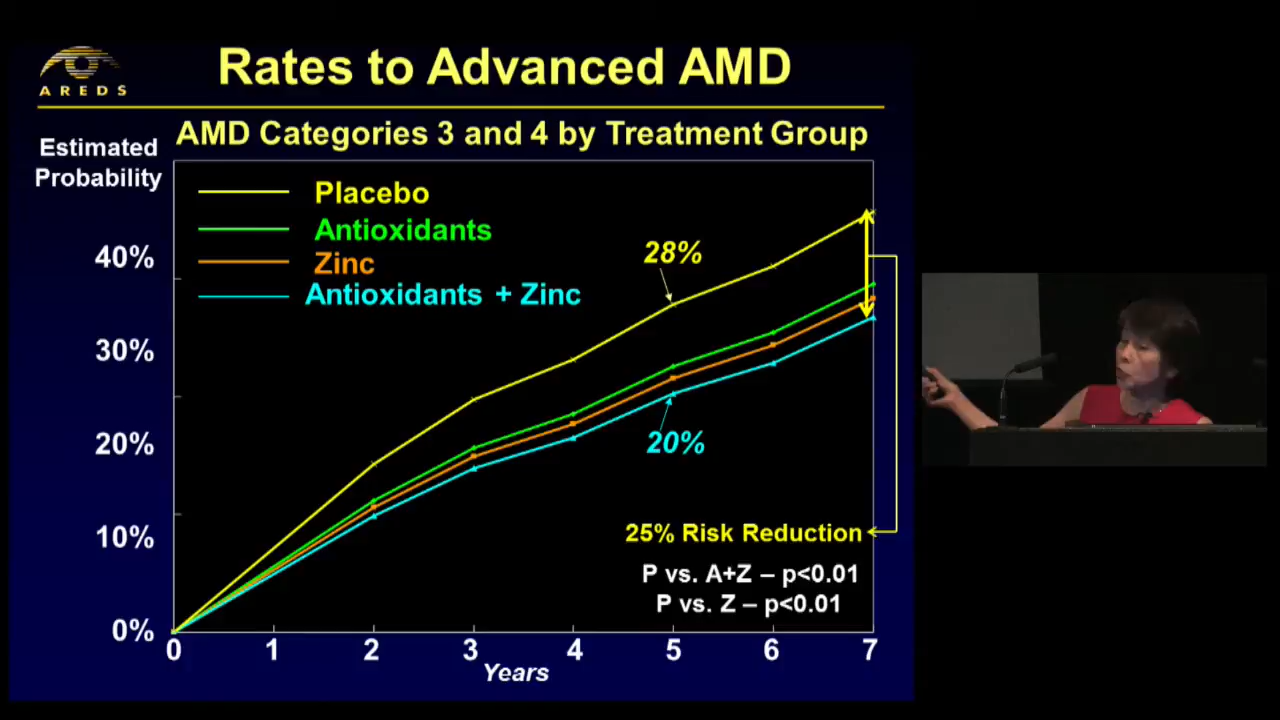 AREDS
Rates to Advanced AMD
AMD Categories 3 and 4 by Treatment Group
Estimated
Probability
Placebo
Antioxidants
Zinc
Antioxidants + Zinc
40%
30%
20%
10%
0%
28%
20%
25% Risk Reduction
P vs. A+Z – p<0.01
P vs. Z – p<0.01
0 1 2 3 4 5 6 7
Years